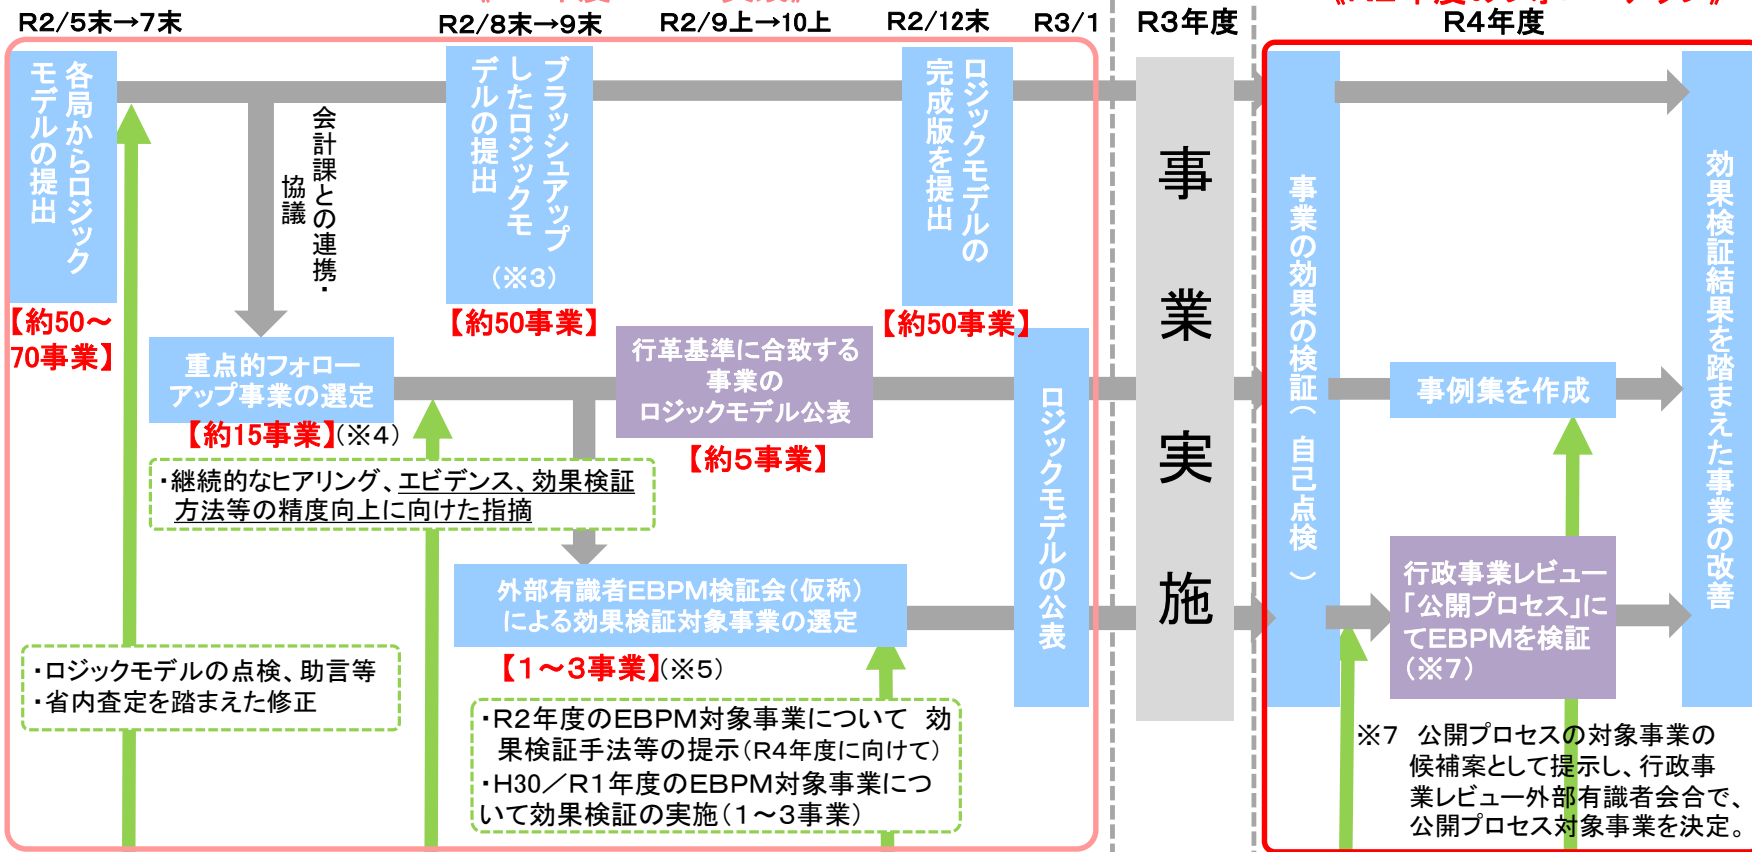 R2/5末→7末
R2/8末→9末
R2/9上→10上
R2/12末
R3/1
R3年度
R4年度
各局からロジック
モデルの提出
【約50～
70事業】
会計課との連携・
協議
重点的フォロー
アップ事業の選定
【約15事業】(※4)
・継続的なヒアリング、エビデンス、効果検証
方法等の精度向上に向けた指摘
・ロジックモデルの点検、助言等
・省内査定を踏まえた修正
ブラッシュアップ
したロジックモ
デルの提出
(※3)
【約50事業】
行革基準に合致する
事業の
ロジックモデル公表
【約5事業】
ロジックモデルの
完成版を提出
【約50事業】
外部有識者EBPM検証会(仮称)
による効果検証対象事業の選定
【1～3事業】(※5)
・R2年度のEBPM対象事業について 効
果検証手法等の提示(R4年度に向けて)
・H30／R1年度のEBPM対象事業につ
いて効果検証の実施(1～3事業)
ロジックモデルの公表
事業実施
事業の効果の検証(自己点検)
事例集を作成
行政事業レビュー
「公開プロセス」に
てEBPMを検証
(※7)
効果検証結果を踏まえた事業の改善
※7 公開プロセスの対象事業の
候補案として提示し、行政事
業レビュー外部有識者会合で、
公開プロセス対象事業を決定。